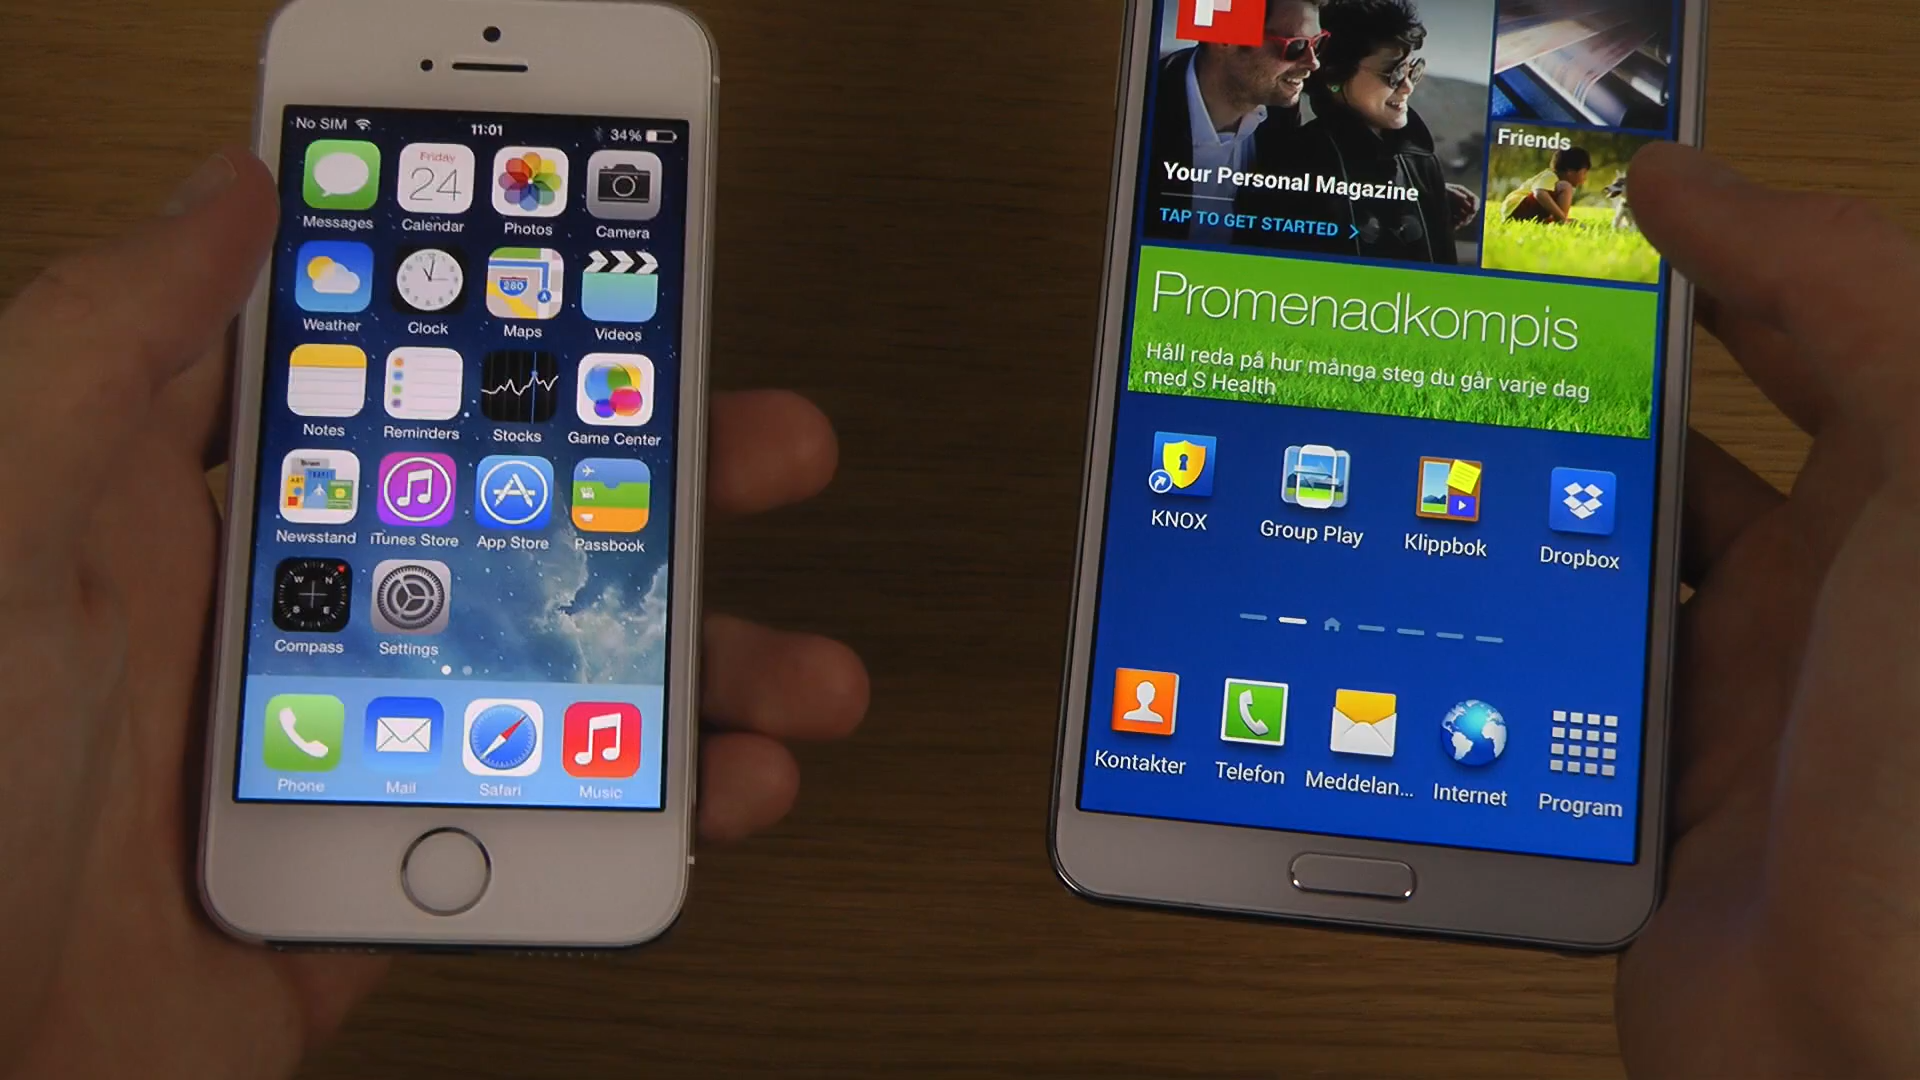 No SIM 11:01 34%
Friday
24
Messages Calendar Photos Camera
280
Weather Clock Maps Videos
Notes Reminders Stocks Game Center
Newsstand iTunes Store App Store Passbook
W N
S E
Compass Settings
Phone Mail Safari Music
Your Personal Magazine
TAP TO GET STARTED
Friends
Promenadkompis
Håll reda på hur många steg du går varje dag
med S Health
KNOX Group Play Klippbok Dropbox
Kontakter Telefon Meddelan... Internet Program